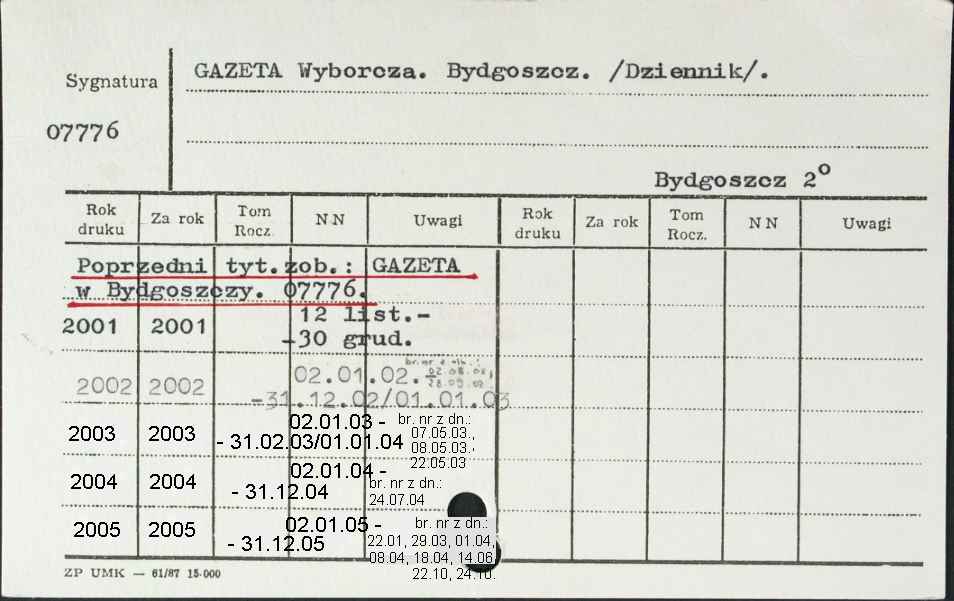 GAZETA Wyborcza. Bydgoszcz. /Dziennik/.
Sygnatura
07776
Bydgoszcz 2⁰
Rok druku Za rok Tom Rocz. NN Uwagi Rok druku Za rok Tom Rocz. NN Uwagi
Poprzedni tyt.zob.: GAZETA
w Bydgoszczy. 07776.
2001 2001 12 list.-
-30 grud.
2002 2002 02.01.02.-
br. nr z dn.:
-31.12.02/01.01.03
2003 2003 02.01.03 -
- 31.02.03/01.01.04
br. nr z dn.:
07.05.03.,
08.05.03.,
22.05.03
2004 2004 02.01.04 -
- 31.12.04
br. nr z dn.:
24.07.04
2005 2005 02.01.05 -
- 31.12.05
br. nr z dn.:
22.01, 29.03, 01.04,
08.04, 18.04, 14.06
22.10, 24.10.
ZP UMK — 61/87 15·000